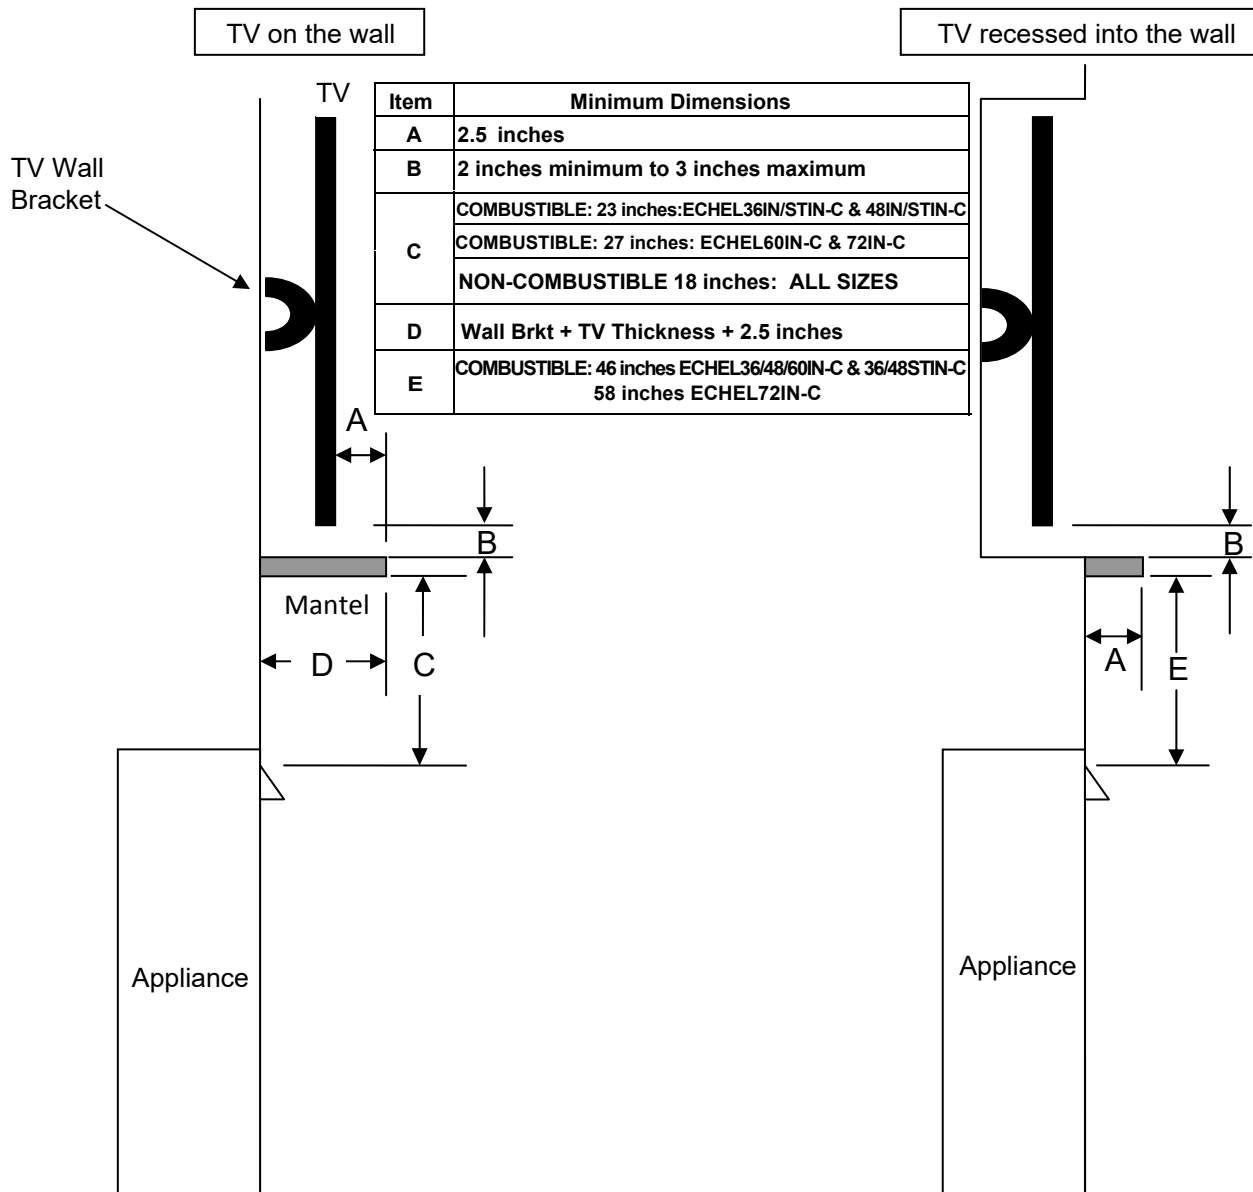 TV on the wall
TV recessed into the wall
TV
TV Wall
Bracket
Item Minimum Dimensions
A 2.5 inches
B 2 inches minimum to 3 inches maximum
C
COMBUSTIBLE: 23 inches:ECHEL36IN/STIN-C & 48IN/STIN-C
COMBUSTIBLE: 27 inches: ECHEL60IN-C & 72IN-C
NON-COMBUSTIBLE 18 inches: ALL SIZES
D Wall Brkt + TV Thickness + 2.5 inches
E
COMBUSTIBLE: 46 inches ECHEL36/48/60IN-C & 36/48STIN-C
58 inches ECHEL72IN-C
A
B
Mantel
D
C
Appliance
B
A
E
Appliance